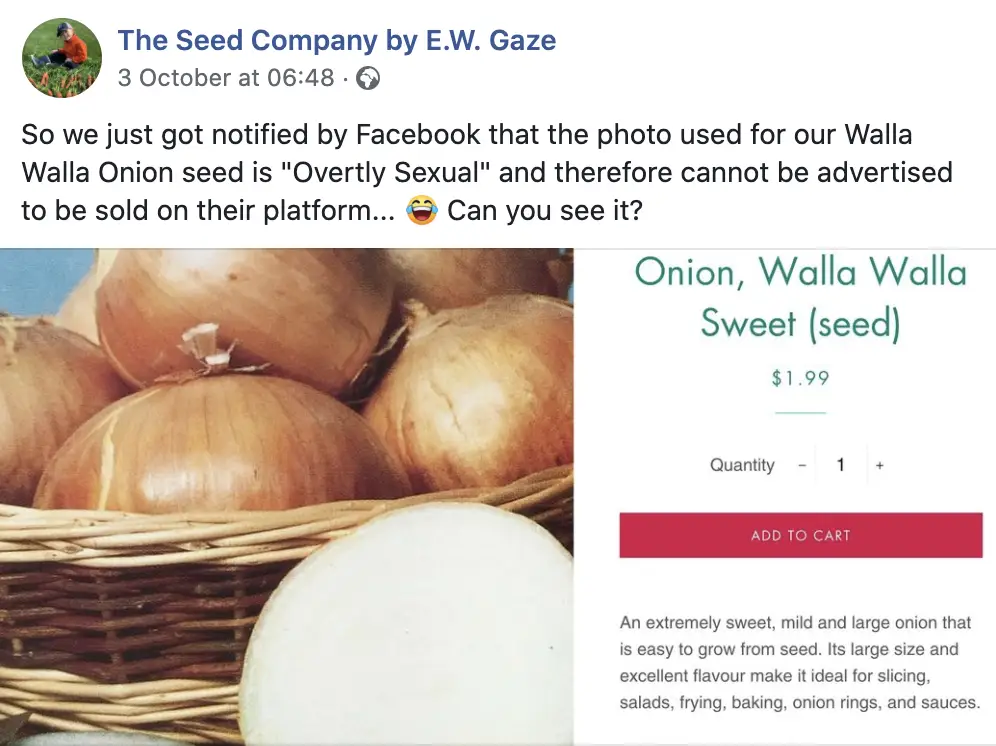 The Seed Company by E.W. Gaze
3 October at 06:48 ·
So we just got notified by Facebook that the photo used for our Walla
Walla Onion seed is "Overtly Sexual" and therefore cannot be advertised
to be sold on their platform... 😂 Can you see it?
Onion, Walla Walla
Sweet (seed)
$1.99
Quantity - 1 +
ADD TO CART
An extremely sweet, mild and large onion that
is easy to grow from seed. Its large size and
excellent flavour make it ideal for slicing,
salads, frying, baking, onion rings, and sauces.